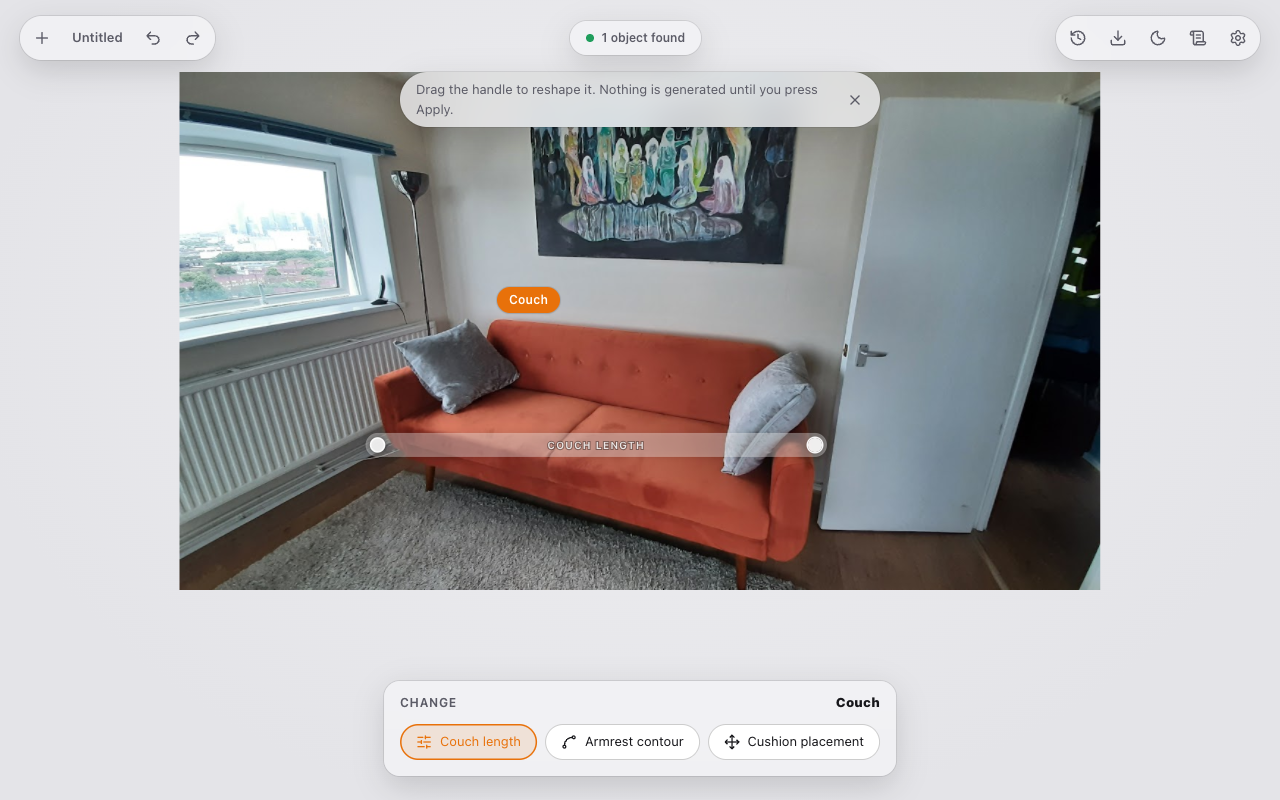 Untitled
1 object found
Drag the handle to reshape it. Nothing is generated until you press
Apply.
Couch
COUCH LENGTH
CHANGE
Couch
Couch length
Armrest contour
Cushion placement